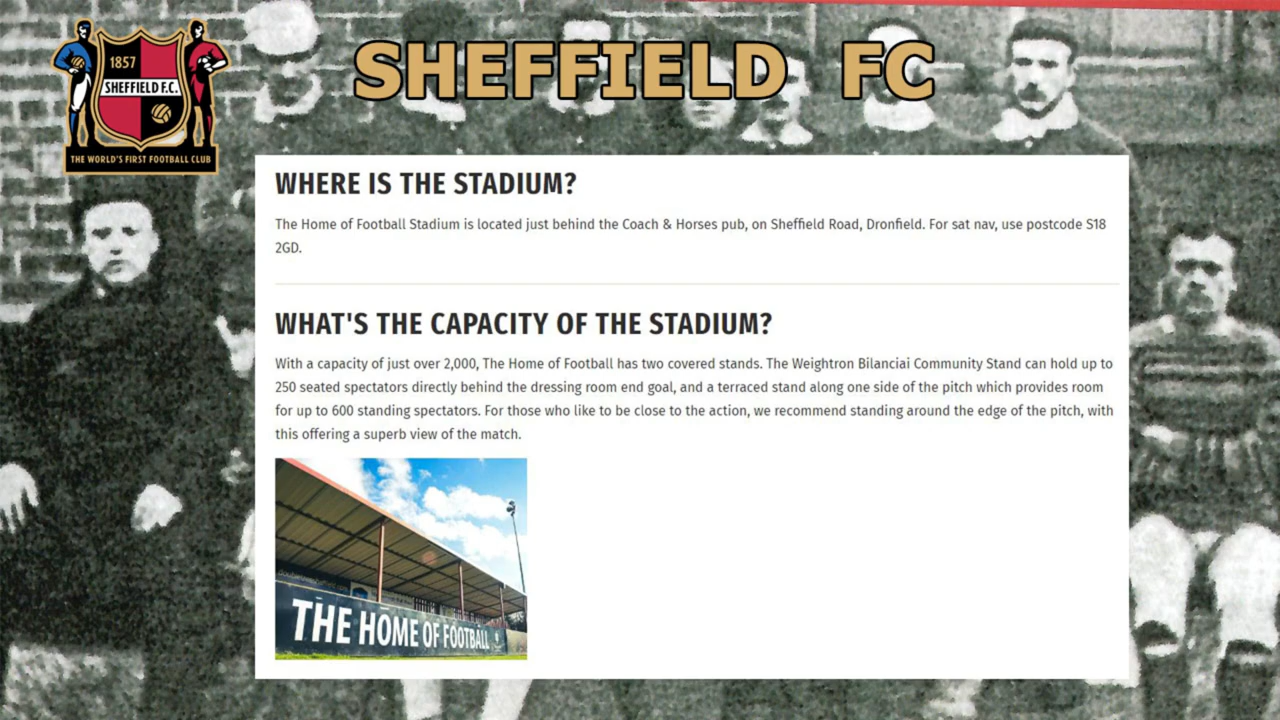 1857
SHEFFIELD F.C.
THE WORLD'S FIRST FOOTBALL CLUB
SHEFFIELD FC
WHERE IS THE STADIUM?
The Home of Football Stadium is located just behind the Coach & Horses pub, on Sheffield Road, Dronfield. For sat nav, use postcode S18
2GD.
WHAT'S THE CAPACITY OF THE STADIUM?
With a capacity of just over 2,000, The Home of Football has two covered stands. The Weightron Bilanciai Community Stand can hold up to
250 seated spectators directly behind the dressing room end goal, and a terraced stand along one side of the pitch which provides room
for up to 600 standing spectators. For those who like to be close to the action, we recommend standing around the edge of the pitch, with
this offering a superb view of the match.
THE HOME OF FOOTBALL